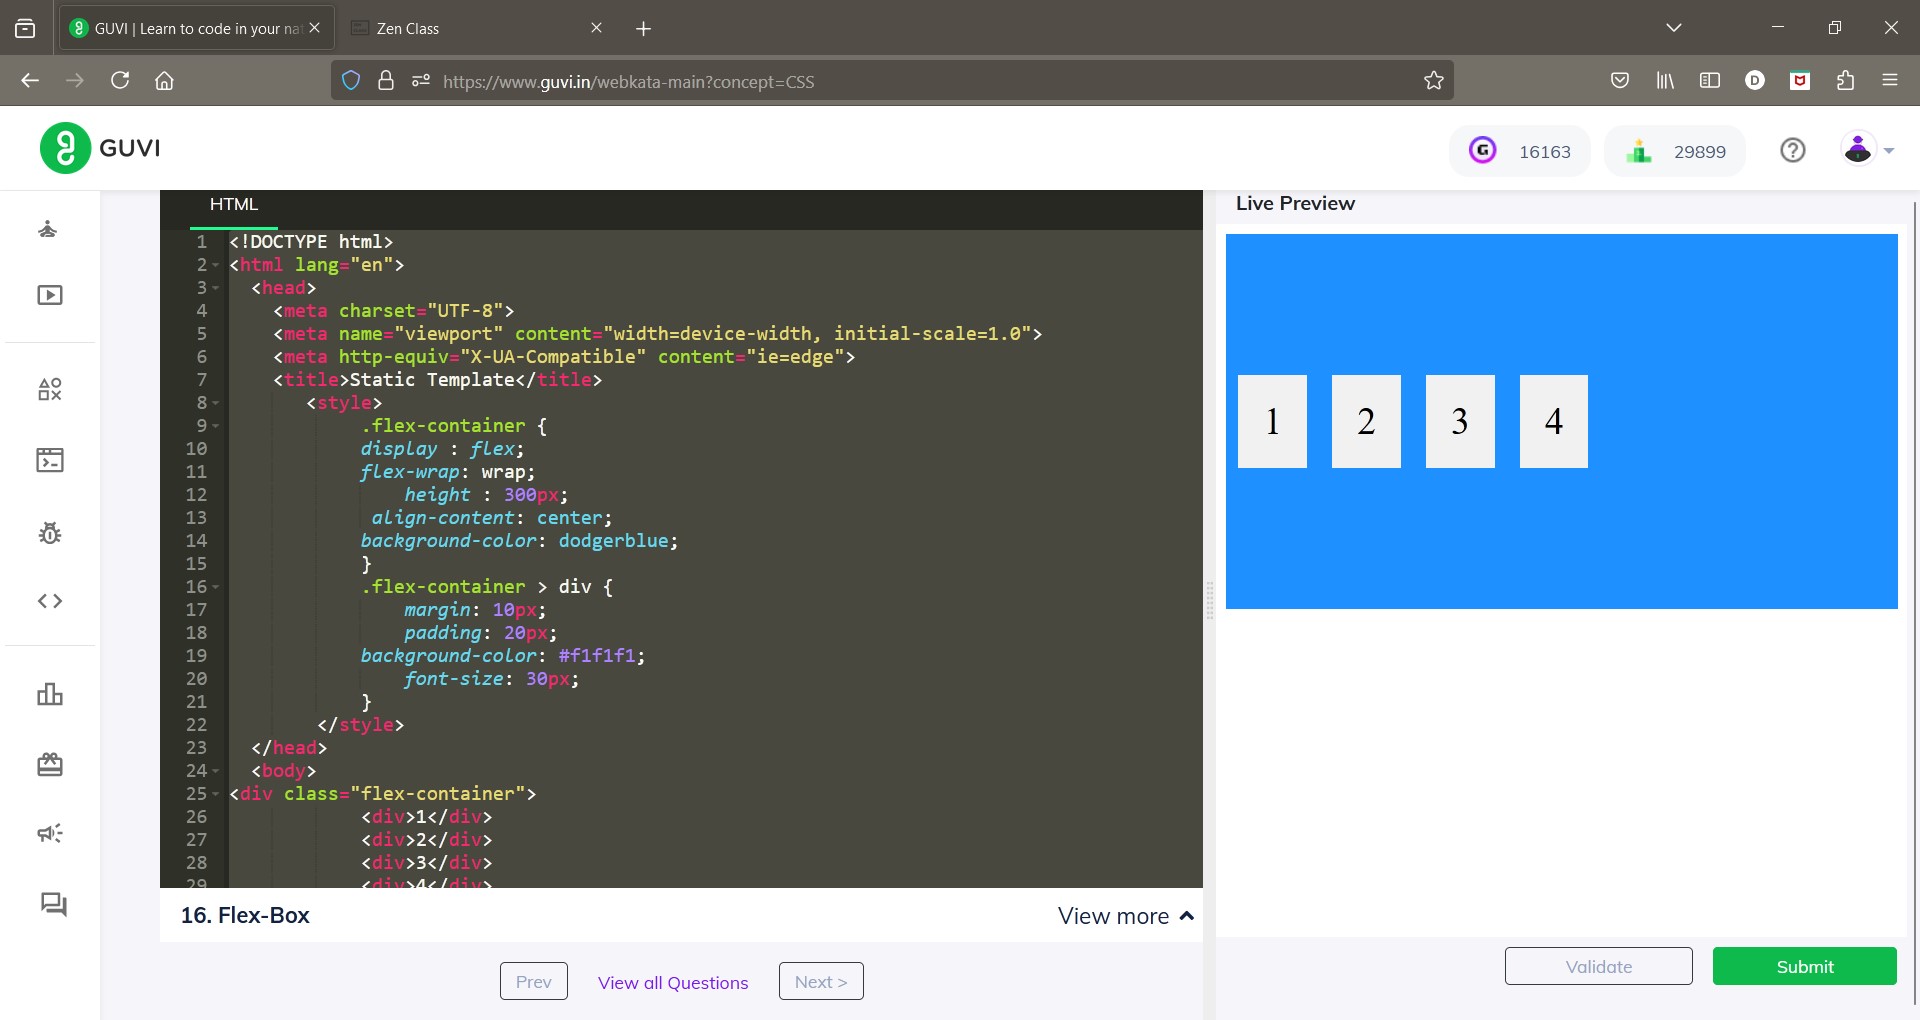 GUVI | Learn to code in your nat
Zen Class
https://www.guvi.in/webkata-main?concept=CSS
D
GUVI
G 16163
29899
HTML
Live Preview
1 <!DOCTYPE html>
2 <html lang="en">
3 <head>
4 <meta charset="UTF-8">
5 <meta name="viewport" content="width=device-width, initial-scale=1.0">
6 <meta http-equiv="X-UA-Compatible" content="ie=edge">
7 <title>Static Template</title>
8 <style>
9 .flex-container {
10 display : flex;
11 flex-wrap: wrap;
12 height : 300px;
13 align-content: center;
14 background-color: dodgerblue;
15 }
16 .flex-container > div {
17 margin: 10px;
18 padding: 20px;
19 background-color: #f1f1f1;
20 font-size: 30px;
21 }
22 </style>
23 </head>
24 <body>
25 <div class="flex-container">
26 <div>1</div>
27 <div>2</div>
28 <div>3</div>
29 <div>4</div>
1 2 3 4
16. Flex-Box
View more
Prev
View all Questions
Next >
Validate
Submit